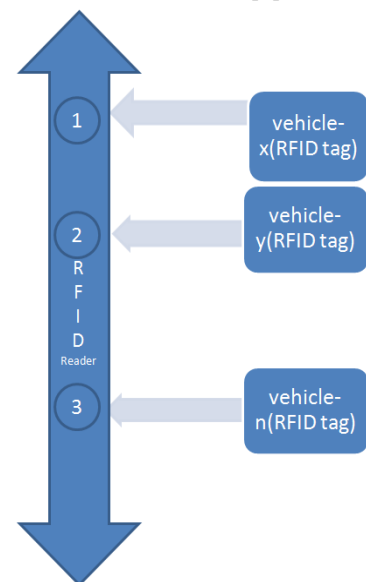 1
vehicle-
x(RFID tag)
2
vehicle-
y(RFID tag)
R
F
I
D
Reader
3
vehicle-
n(RFID tag)